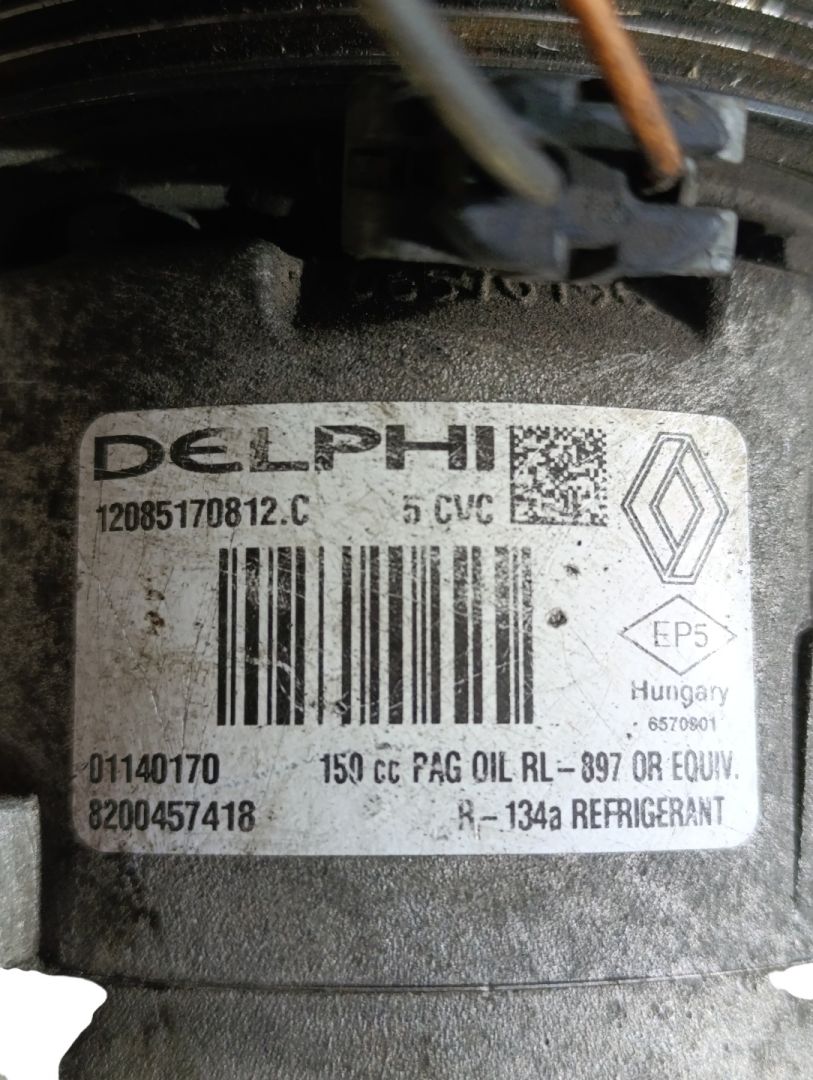 DELPHI
12085170812.C 5 CVC
EP5
Hungary
6570901
01140170 150 cc PAG OIL RL-897 OR EQUIV.
8200457418 R-134a REFRIGERANT